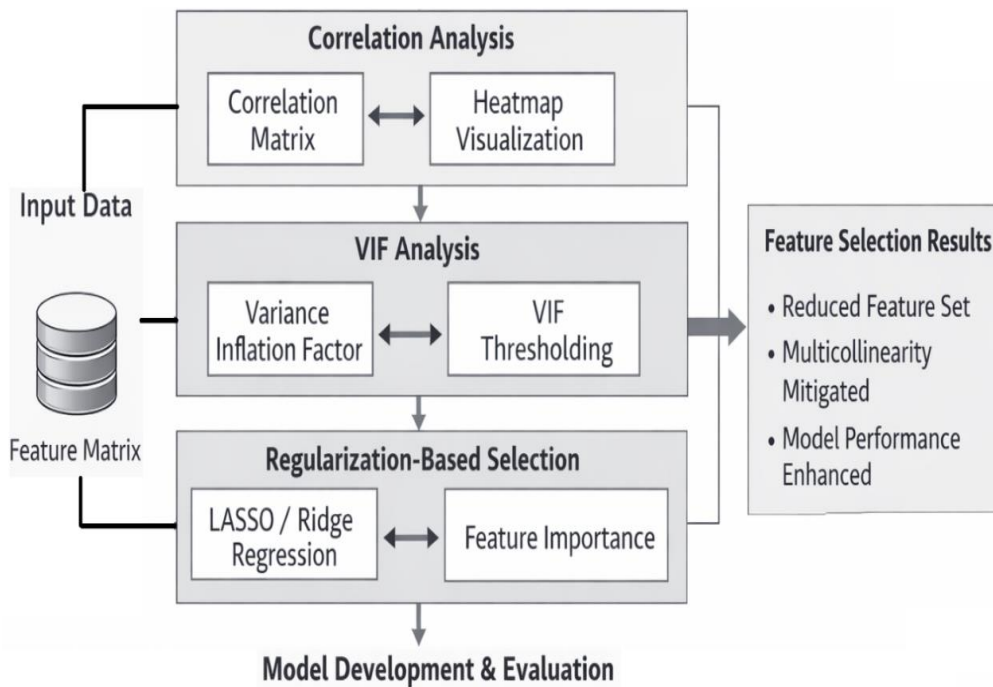 Correlation Analysis
Correlation
Matrix
Heatmap
Visualization
Input Data
Feature Matrix
VIF Analysis
Variance
Inflation Factor
VIF
Thresholding
Regularization-Based Selection
LASSO / Ridge
Regression
Feature Importance
Model Development & Evaluation
Feature Selection Results
• Reduced Feature Set
• Multicollinearity
Mitigated
• Model Performance
Enhanced